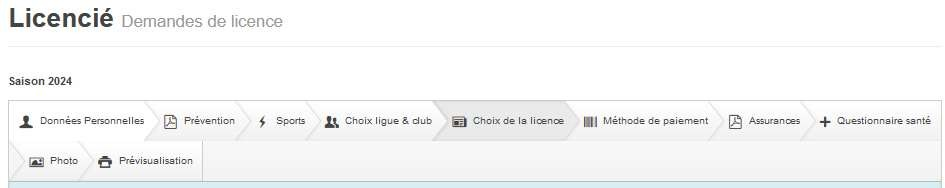 Licencié Demandes de licence
Saison 2024
Données Personnelles Prévention Sports Choix ligue & club Choix de la licence Méthode de paiement Assurances Questionnaire santé
Photo Prévisualisation